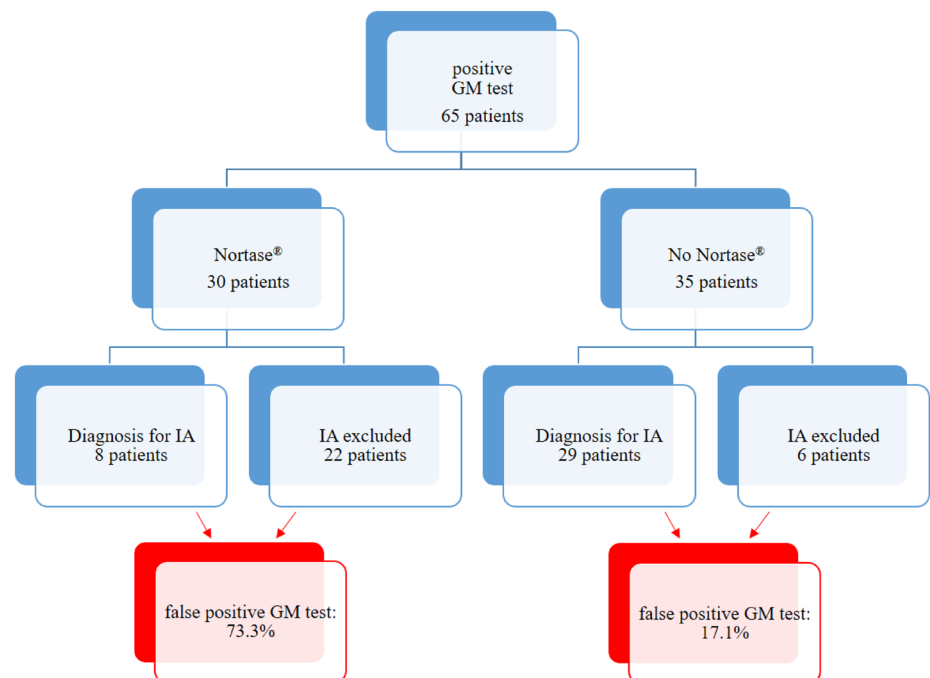 positive
GM test
65 patients
Nortase®
30 patients
No Nortase®
35 patients
Diagnosis for IA
8 patients
IA excluded
22 patients
Diagnosis for IA
29 patients
IA excluded
6 patients
false positive GM test:
73.3%
false positive GM test:
17.1%